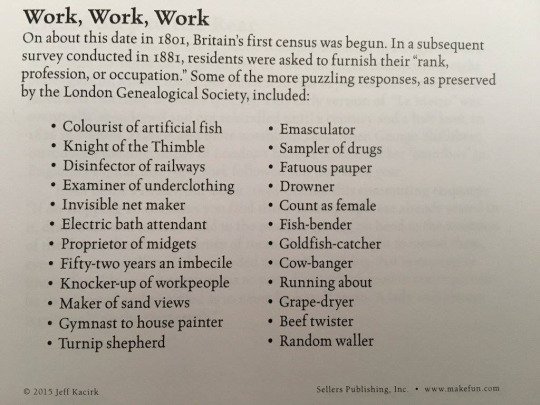 Work, Work, Work
On about this date in 1801, Britain's first census was begun. In a subsequent
survey conducted in 1881, residents were asked to furnish their "rank,
profession, or occupation." Some of the more puzzling responses, as preserved
by the London Genealogical Society, included:
• Colourist of artificial fish
• Knight of the Thimble
• Disinfector of railways
• Examiner of underclothing
• Invisible net maker
• Electric bath attendant
• Proprietor of midgets
• Fifty-two years an imbecile
• Knocker-up of workpeople
• Maker of sand views
• Gymnast to house painter
• Turnip shepherd
• Emasculator
• Sampler of drugs
• Fatuous pauper
• Drowner
• Count as female
• Fish-bender
• Goldfish-catcher
• Cow-banger
• Running about
• Grape-dryer
• Beef twister
• Random waller
© 2015 Jeff Kacirk
Sellers Publishing, Inc. • www.makefun.com